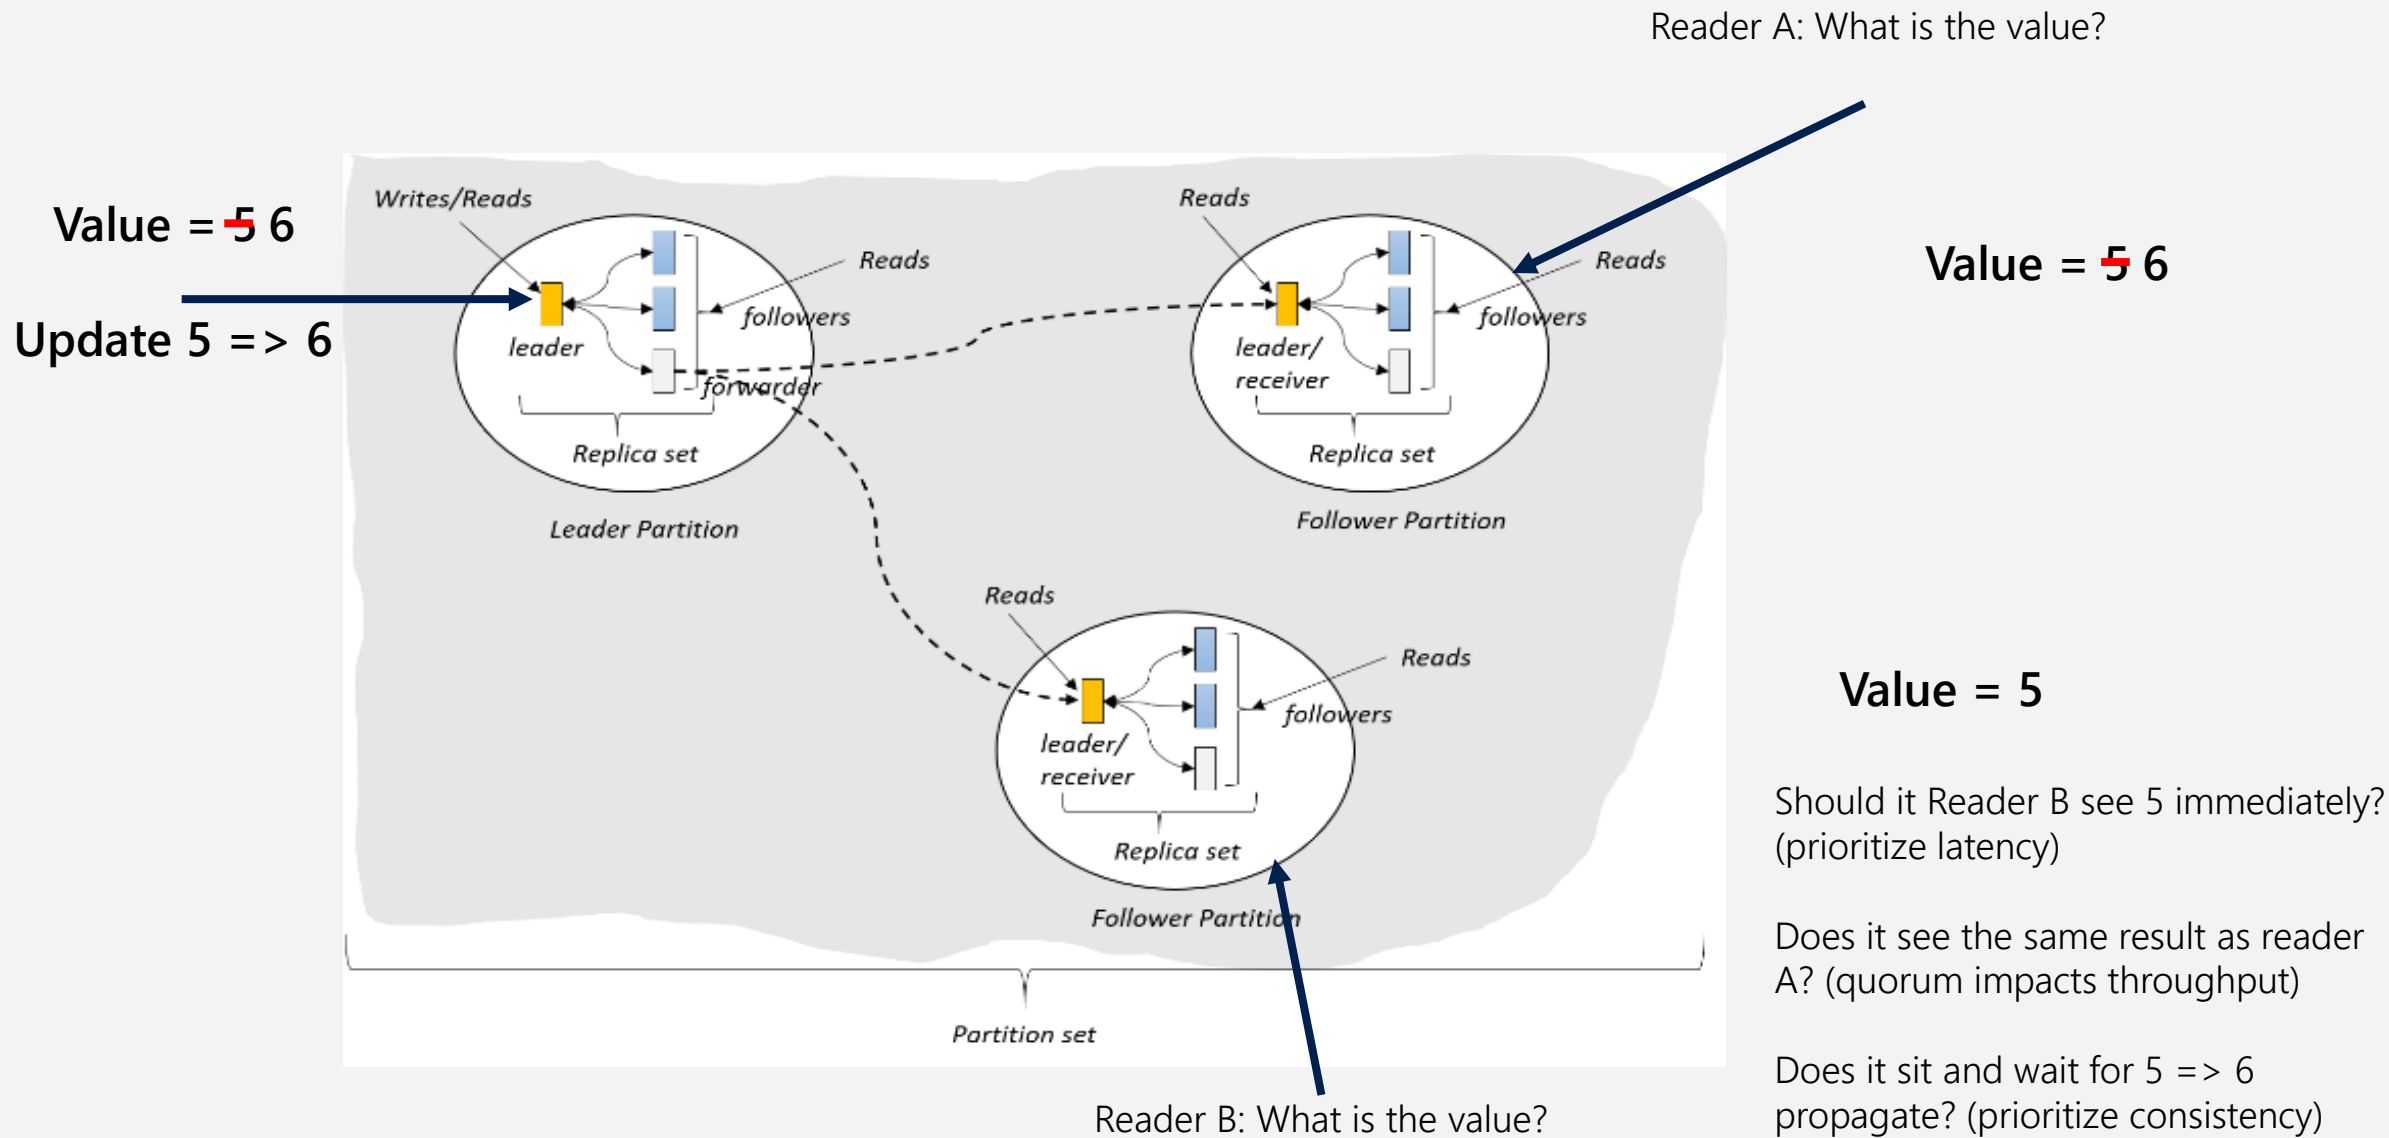 Reader A: What is the value?
Value = 5 6
Update 5 => 6
Writes/Reads
Reads
leader
followers
forwarder
Replica set
Leader Partition
Reads
Reads
leader/
receiver
followers
Replica set
Follower Partition
Value = 5 6
Reads
Reads
leader/
receiver
followers
Replica set
Follower Partition
Partition set
Reader B: What is the value?
Value = 5
Should it Reader B see 5 immediately?
(prioritize latency)
Does it see the same result as reader
A? (quorum impacts throughput)
Does it sit and wait for 5 => 6
propagate? (prioritize consistency)